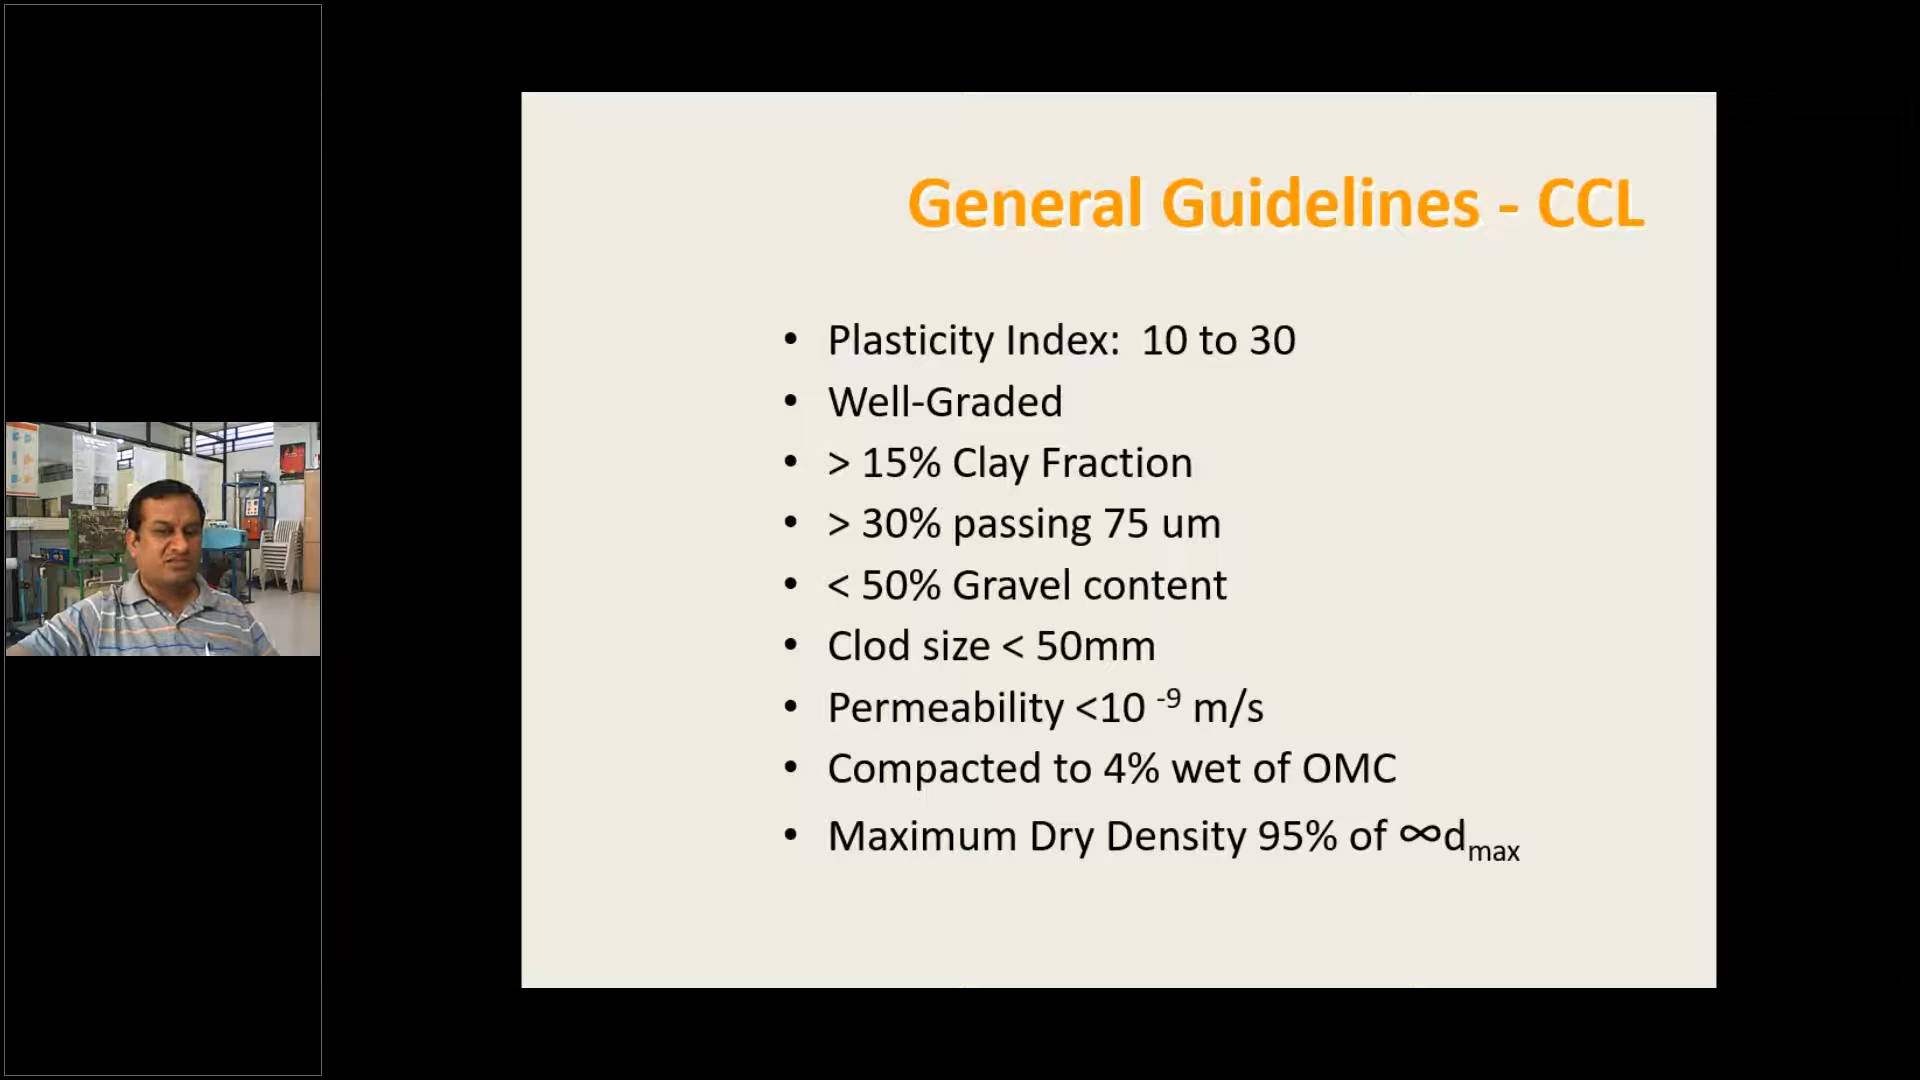 General Guidelines - CCL
• Plasticity Index: 10 to 30
• Well-Graded
• > 15% Clay Fraction
• > 30% passing 75 um
• < 50% Gravel content
• Clod size < 50mm
• Permeability <10 -9 m/s
• Compacted to 4% wet of OMC
• Maximum Dry Density 95% of ∞dmax